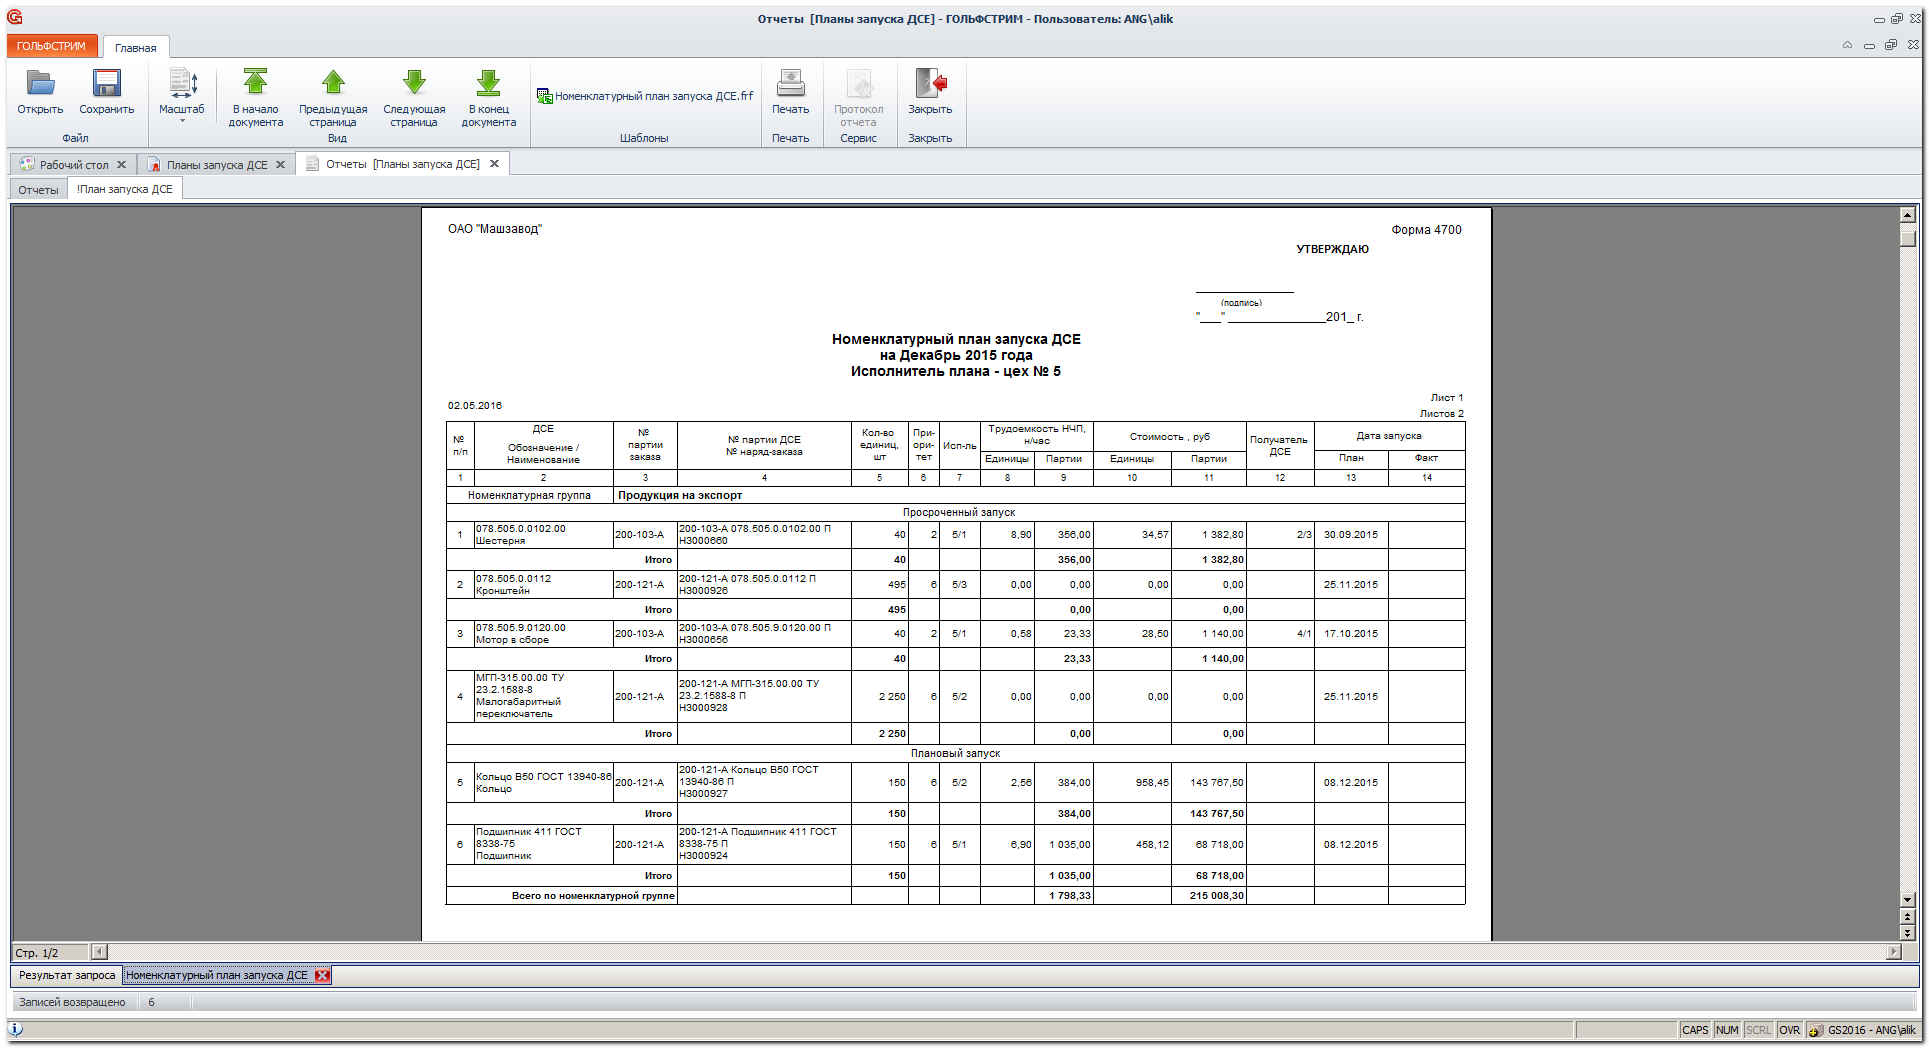 Отчеты [Планы запуска ДСЕ] - ГОЛЬФСТРИМ - Пользователь: ANG\alik
ГОЛЬФСТРИМ Главная
Открыть Сохранить Масштаб В начало документа Предыдущая страница Следующая страница В конец документа Номенклатурный план запуска ДСЕ.frf Печать Протокол отчета Закрыть
Файл Вид Шаблоны Печать Сервис Закрыть
Рабочий стол Планы запуска ДСЕ Отчеты [Планы запуска ДСЕ]
Отчеты !План запуска ДСЕ
ОАО "Машзавод" Форма 4700
УТВЕРЖДАЮ
______________
(подпись)
"___" ______________201_ г.
Номенклатурный план запуска ДСЕ
на Декабрь 2015 года
Исполнитель плана - цех № 5
02.05.2016 Лист 1
Листов 2
№ п/п ДСЕ Обозначение / Наименование № партии заказа № партии ДСЕ № наряд-заказа Кол-во единиц, шт При-ори-тет Исп-ль Трудоемкость НЧП, н/час Стоимость , руб Получатель ДСЕ Дата запуска
Единицы Партии Единицы Партии План Факт
1 2 3 4 5 6 7 8 9 10 11 12 13 14
Номенклатурная группа Продукция на экспорт
Просроченный запуск
1 078.505.0.0102.00 Шестерня 200-103-А 200-103-А 078.505.0.0102.00 П НЗ000660 40 2 5/1 8,90 356,00 34,57 1 382,80 2/3 30.09.2015
Итого 40 356,00 1 382,80
2 078.505.0.0112 Кронштейн 200-121-А 200-121-А 078.505.0.0112 П НЗ000926 495 6 5/3 0,00 0,00 0,00 0,00 25.11.2015
Итого 495 0,00 0,00
3 078.505.9.0120.00 Мотор в сборе 200-103-А 200-103-А 078.505.9.0120.00 П НЗ000656 40 2 5/1 0,58 23,33 28,50 1 140,00 4/1 17.10.2015
Итого 40 23,33 1 140,00
4 МГП-315.00.00 ТУ 23.2.1588-8 Малогабаритный переключатель 200-121-А 200-121-А МГП-315.00.00 ТУ 23.2.1588-8 П НЗ000928 2 250 6 5/2 0,00 0,00 0,00 0,00 25.11.2015
Итого 2 250 0,00 0,00
Плановый запуск
5 Кольцо В50 ГОСТ 13940-86 Кольцо 200-121-А 200-121-А Кольцо В50 ГОСТ 13940-86 П НЗ000927 150 6 5/2 2,56 384,00 958,45 143 767,50 08.12.2015
Итого 150 384,00 143 767,50
6 Подшипник 411 ГОСТ 8338-75 Подшипник 200-121-А 200-121-А Подшипник 411 ГОСТ 8338-75 П НЗ000924 150 6 5/1 6,90 1 035,00 458,12 68 718,00 08.12.2015
Итого 150 1 035,00 68 718,00
Всего по номенклатурной группе 1 798,33 215 008,30
Стр. 1/2
Результат запроса Номенклатурный план запуска ДСЕ
Записей возвращено 6
CAPS NUM SCRL OVR GS2016 - ANG\alik